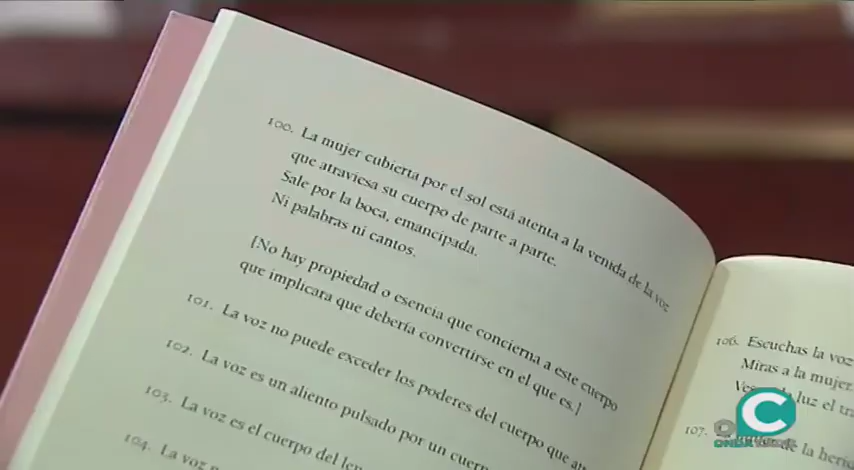 100. La mujer cubierta por el sol está atenta a la venida de la voz
que atraviesa su cuerpo de parte a parte.
Sale por la boca, emancipada.
Ni palabras ni cantos.
[No hay propiedad o esencia que concierna a este cuerpo
que implicara que debería convertirse en el que es.]
101. La voz no puede exceder los poderes del cuerpo que
102. La voz es un aliento pulsado por un
103. La voz es el cuerpo del
104. La voz
106. Escuchas la voz
Miras a la mujer
luz el
107. de la
C